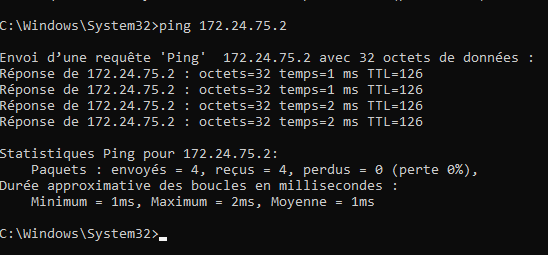 C:\Windows\System32>ping 172.24.75.2
Envoi d’une requête 'Ping'  172.24.75.2 avec 32 octets de données :
Réponse de 172.24.75.2 : octets=32 temps=1 ms TTL=126
Réponse de 172.24.75.2 : octets=32 temps=1 ms TTL=126
Réponse de 172.24.75.2 : octets=32 temps=2 ms TTL=126
Réponse de 172.24.75.2 : octets=32 temps=2 ms TTL=126
Statistiques Ping pour 172.24.75.2:
    Paquets : envoyés = 4, reçus = 4, perdus = 0 (perte 0%),
Durée approximative des boucles en millisecondes :
    Minimum = 1ms, Maximum = 2ms, Moyenne = 1ms
C:\Windows\System32>